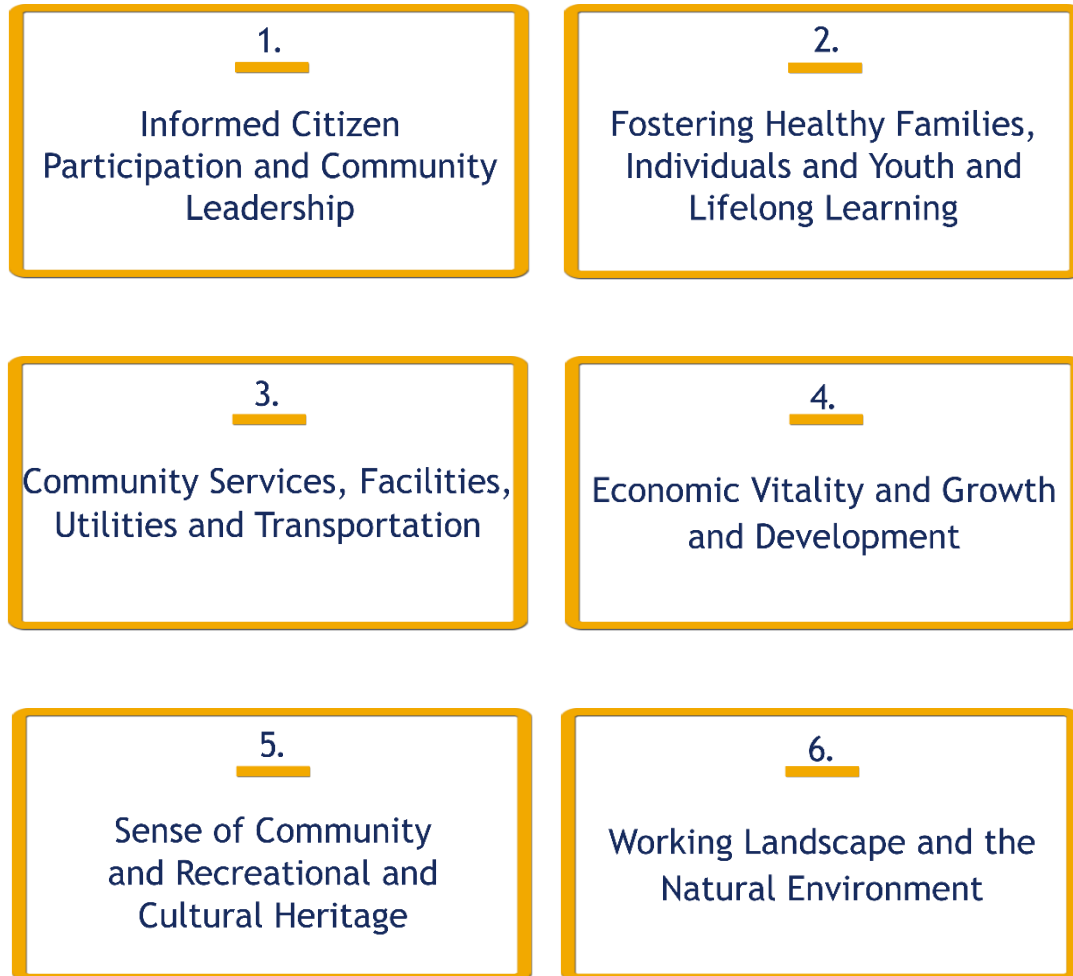 1.
Informed Citizen
Participation and Community
Leadership
2.
Fostering Healthy Families,
Individuals and Youth and
Lifelong Learning
3.
Community Services, Facilities,
Utilities and Transportation
4.
Economic Vitality and Growth
and Development
5.
Sense of Community
and Recreational and
Cultural Heritage
6.
Working Landscape and the
Natural Environment